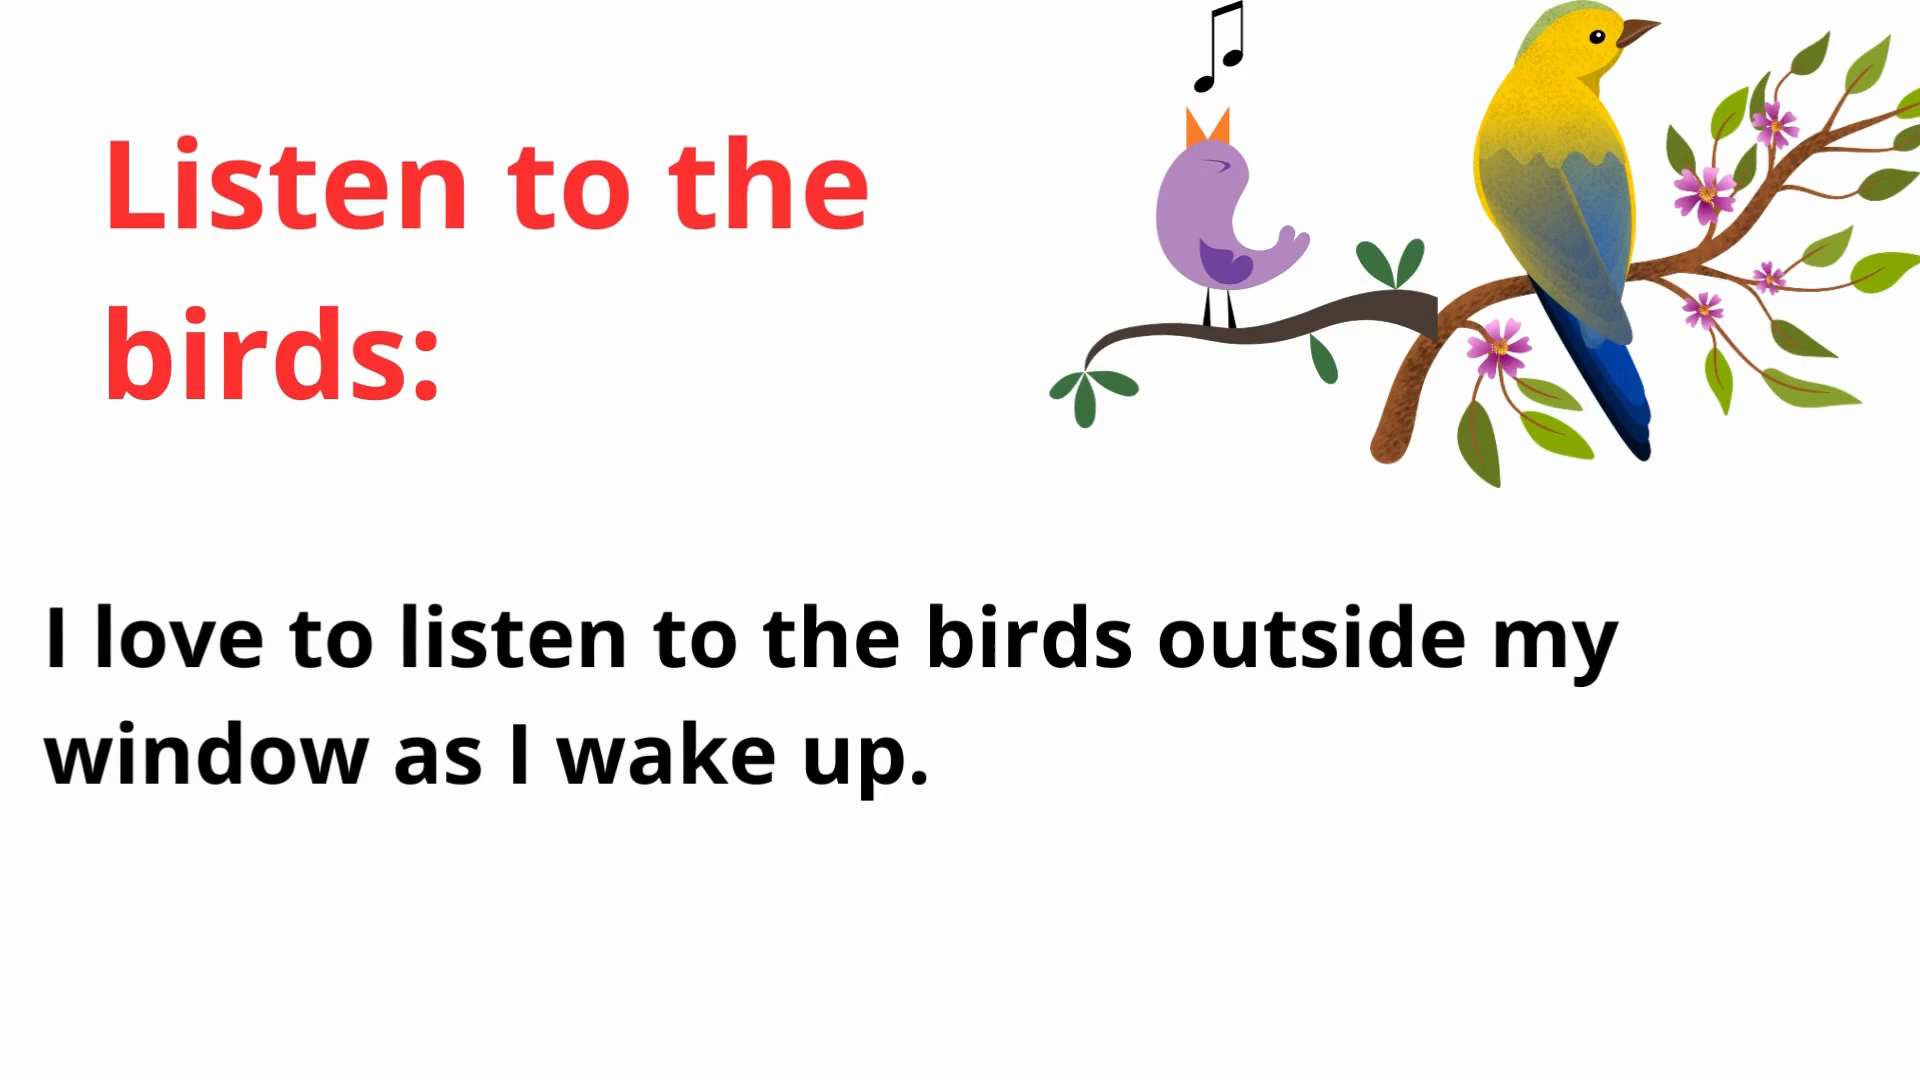 Listen to the
birds:
I love to listen to the birds outside my
window as I wake up.